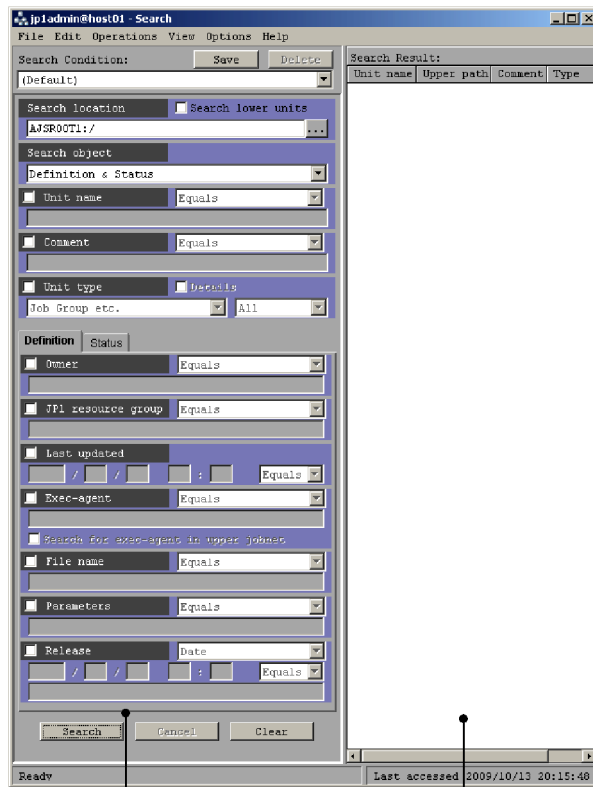 jp1admin@host01 - Search
File Edit Operations View Options Help
Search Condition: Save Delete
(Default)
Search location Search lower units
AJSROOT1:/ ...
Search object
Definition & Status
Unit name Equals
Comment Equals
Unit type Details
Job Group etc. All
Definition Status
Owner Equals
JP1 resource group Equals
Last updated
/ / : Equals
Exec-agent Equals
Search for exec-agent in upper jobnet
File name Equals
Parameters Equals
Release Date
/ / : Equals
Search Cancel Clear
Search Result:
Unit name Upper path Comment Type
Ready Last accessed 2009/10/13 20:15:48